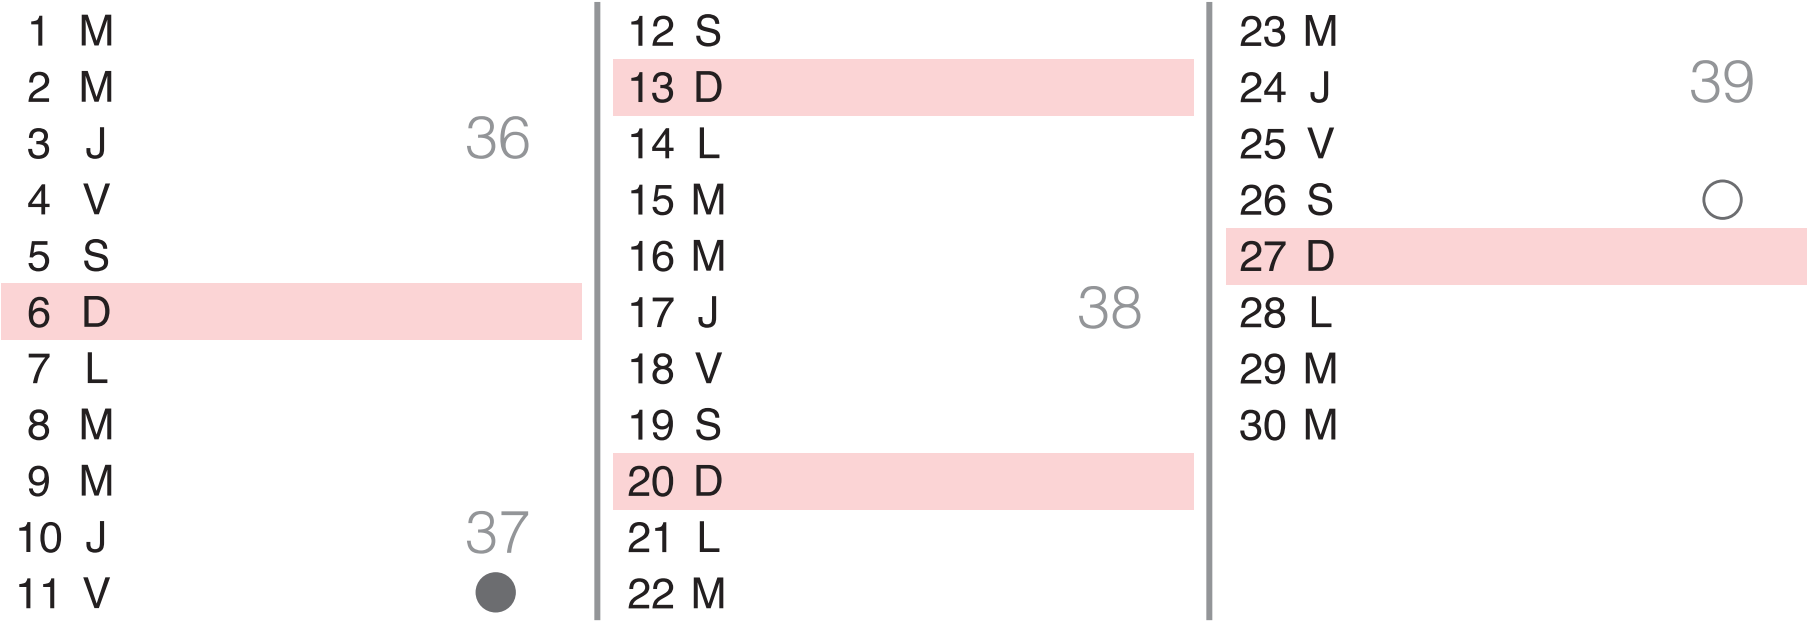 1 M
2 M
3 J 36
4 V
5 S
6 D
7 L
8 M
9 M
10 J 37
11 V
12 S
13 D
14 L
15 M
16 M
17 J 38
18 V
19 S
20 D
21 L
22 M
23 M
24 J 39
25 V
26 S
27 D
28 L
29 M
30 M